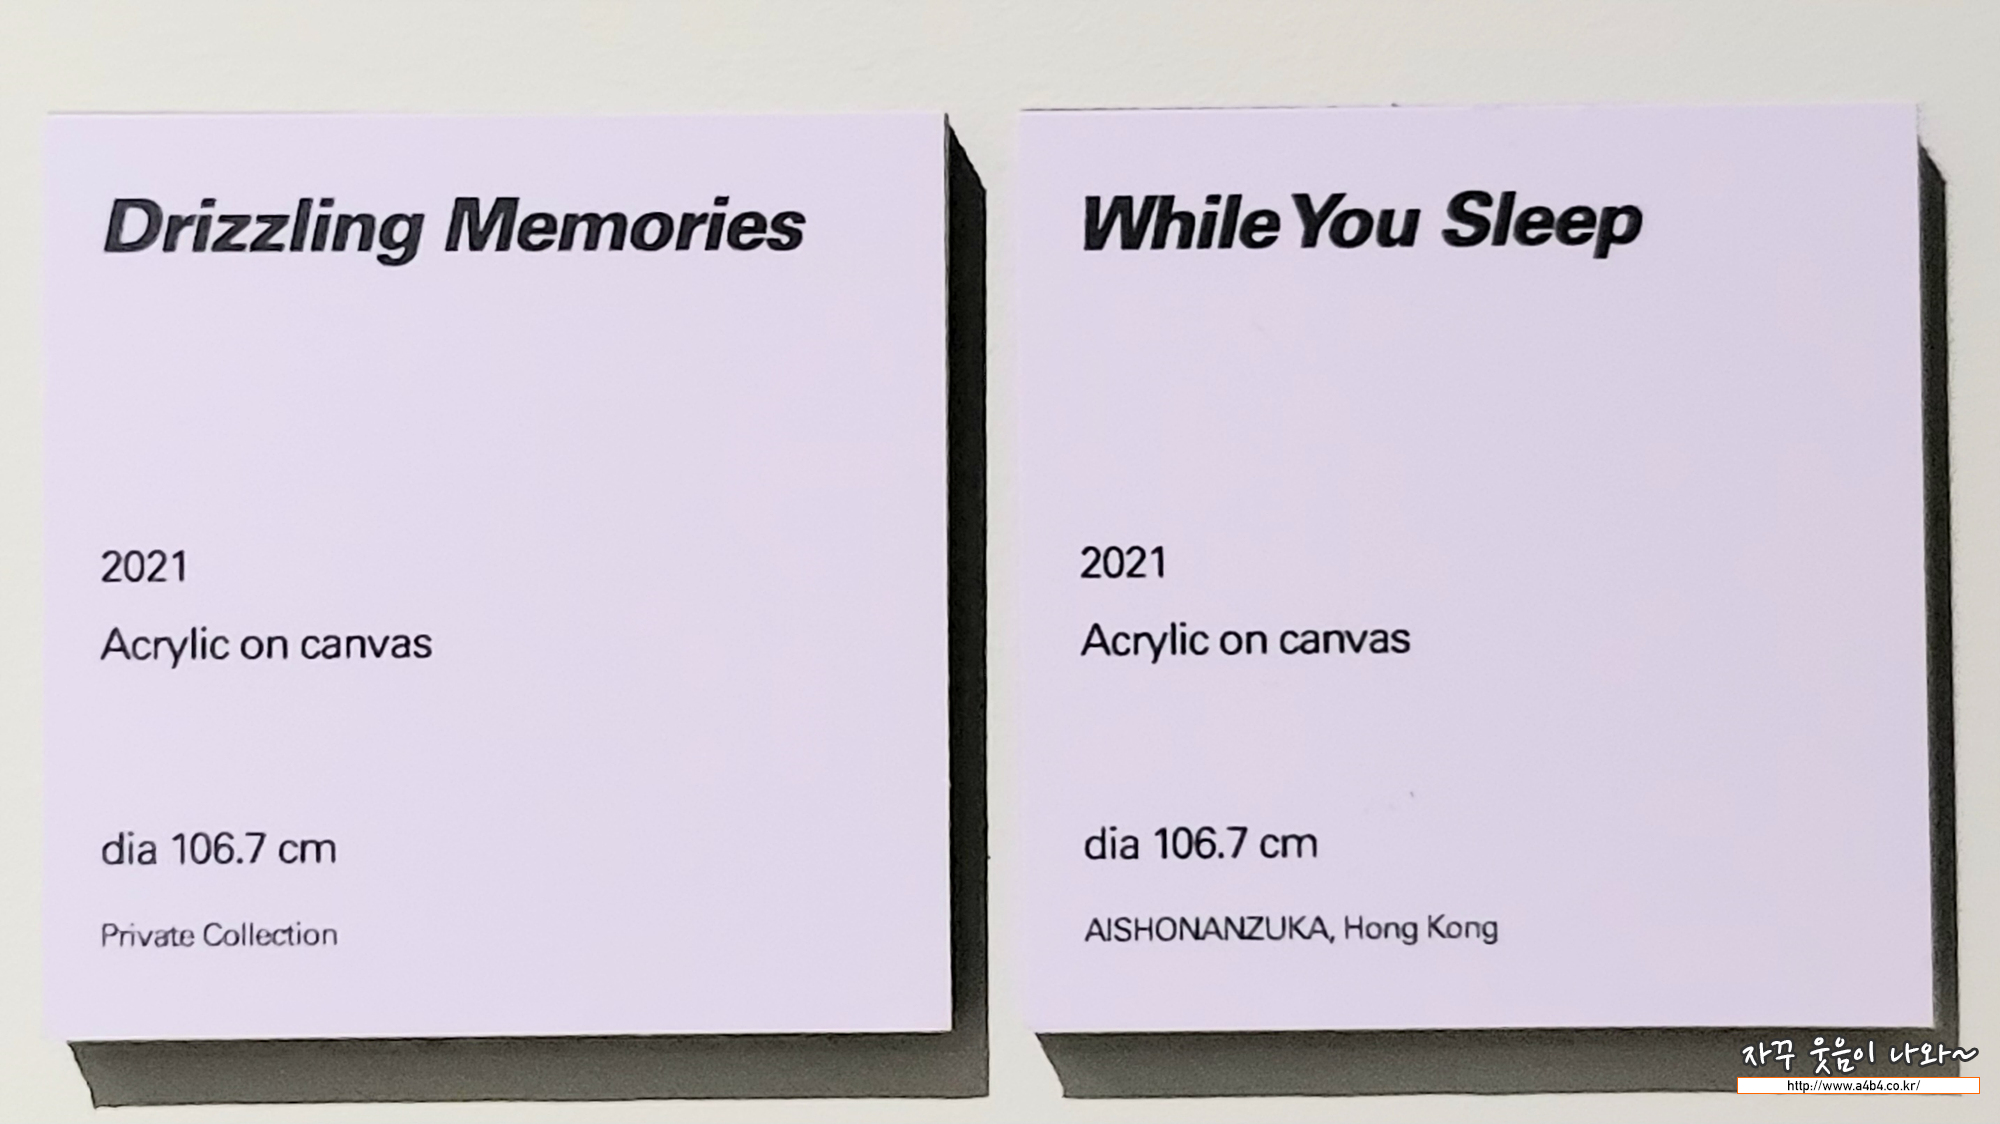 Drizzling Memories
2021
Acrylic on canvas
dia 106.7 cm
Private Collection
While You Sleep
2021
Acrylic on canvas
dia 106.7 cm
AISHONANZUKA, Hong Kong
자꾸 웃음이 나와~
http://www.a4b4.co.kr/